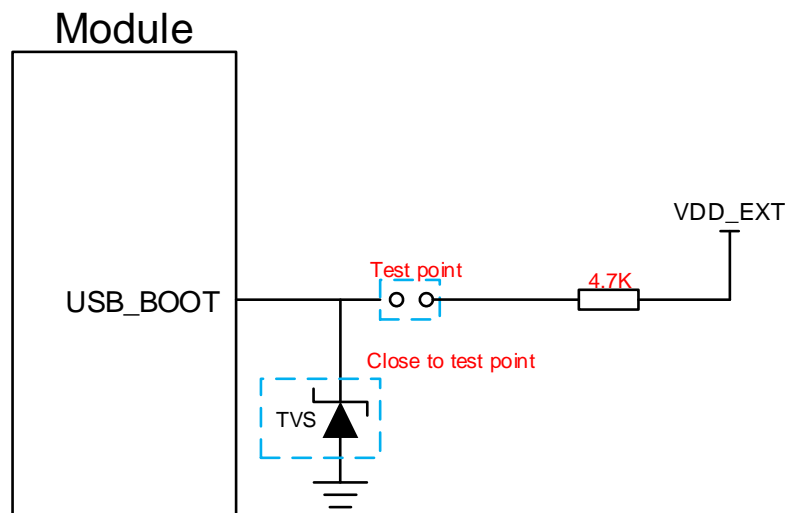 Module
VDD_EXT
Test point
4.7K
USB_BOOT
Close to test point
TVS